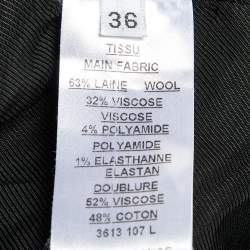 36
TISSU
MAIN FABRIC
63% LAINE WOOL
32% VISCOSE
VISCOSE
4% POLYAMIDE
POLYAMIDE
1% ELASTHANNE
ELASTAN
DOUBLURE
52% VISCOSE
48% COTON
3613 107 L